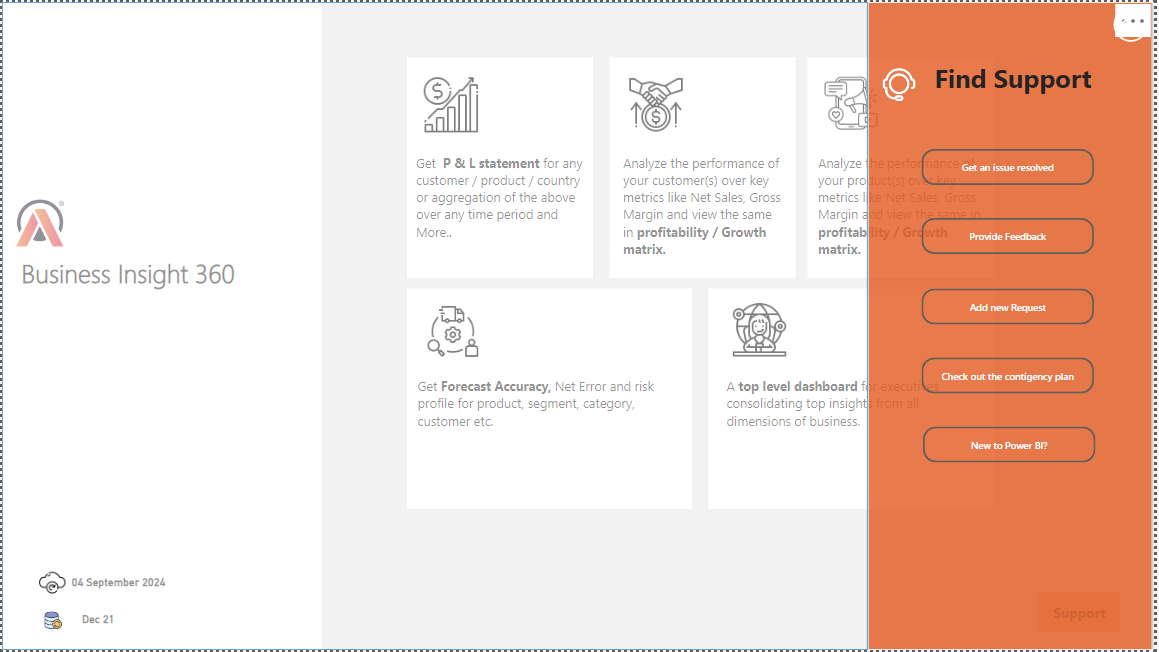 Business Insight 360
®
04 September 2024
Dec 21
Get P & L statement for any
customer / product / country
or aggregation of the above
over any time period and
More..
Analyze the performance of
your customer(s) over key
metrics like Net Sales, Gross
Margin and view the same
in profitability / Growth
matrix.
Analyze the performance of
your product(s) over key
metrics like Net Sales, Gross
Margin and view the same in
profitability / Growth
matrix.
Get Forecast Accuracy, Net Error and risk
profile for product, segment, category,
customer etc.
A top level dashboard for executives
consolidating top insights from all
dimensions of business.
Find Support
Get an issue resolved
Provide Feedback
Add new Request
Check out the contigency plan
New to Power BI?
Support